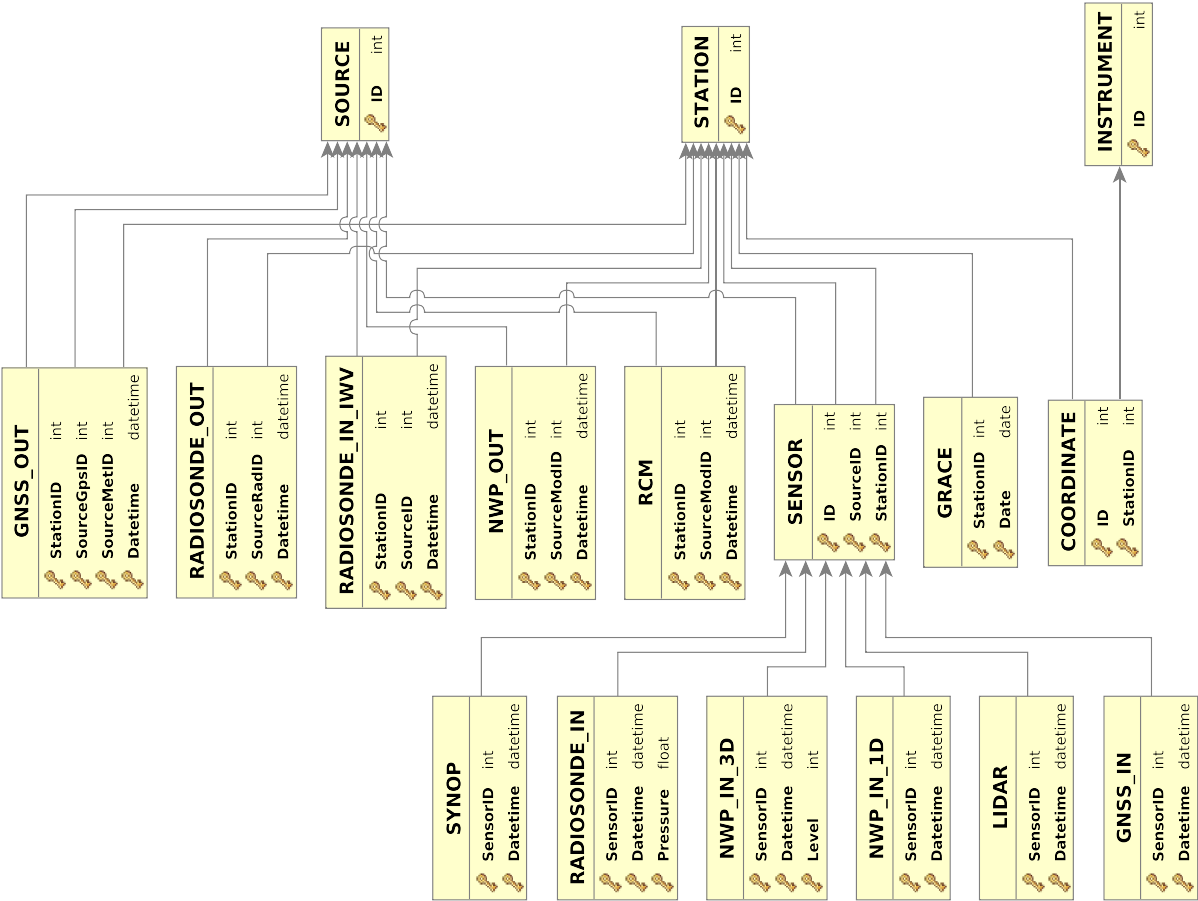 SOURCE
ID int
STATION
ID int
INSTRUMENT
ID int
GNSS_OUT
StationID int
SourceGpsID int
SourceMetID int
Datetime datetime
RADIOSONDE_OUT
StationID int
SourceRadID int
Datetime datetime
RADIOSONDE_IN_IWV
StationID int
SourceID int
Datetime datetime
NWP_OUT
StationID int
SourceModID int
Datetime datetime
RCM
StationID int
SourceModID int
Datetime datetime
SENSOR
ID int
SourceID int
StationID int
GRACE
StationID int
Date date
COORDINATE
ID int
StationID int
SYNOP
SensorID int
Datetime datetime
RADIOSONDE_IN
SensorID int
Datetime datetime
Pressure float
NWP_IN_3D
SensorID int
Datetime datetime
Level int
NWP_IN_1D
SensorID int
Datetime datetime
LIDAR
SensorID int
Datetime datetime
GNSS_IN
SensorID int
Datetime datetime